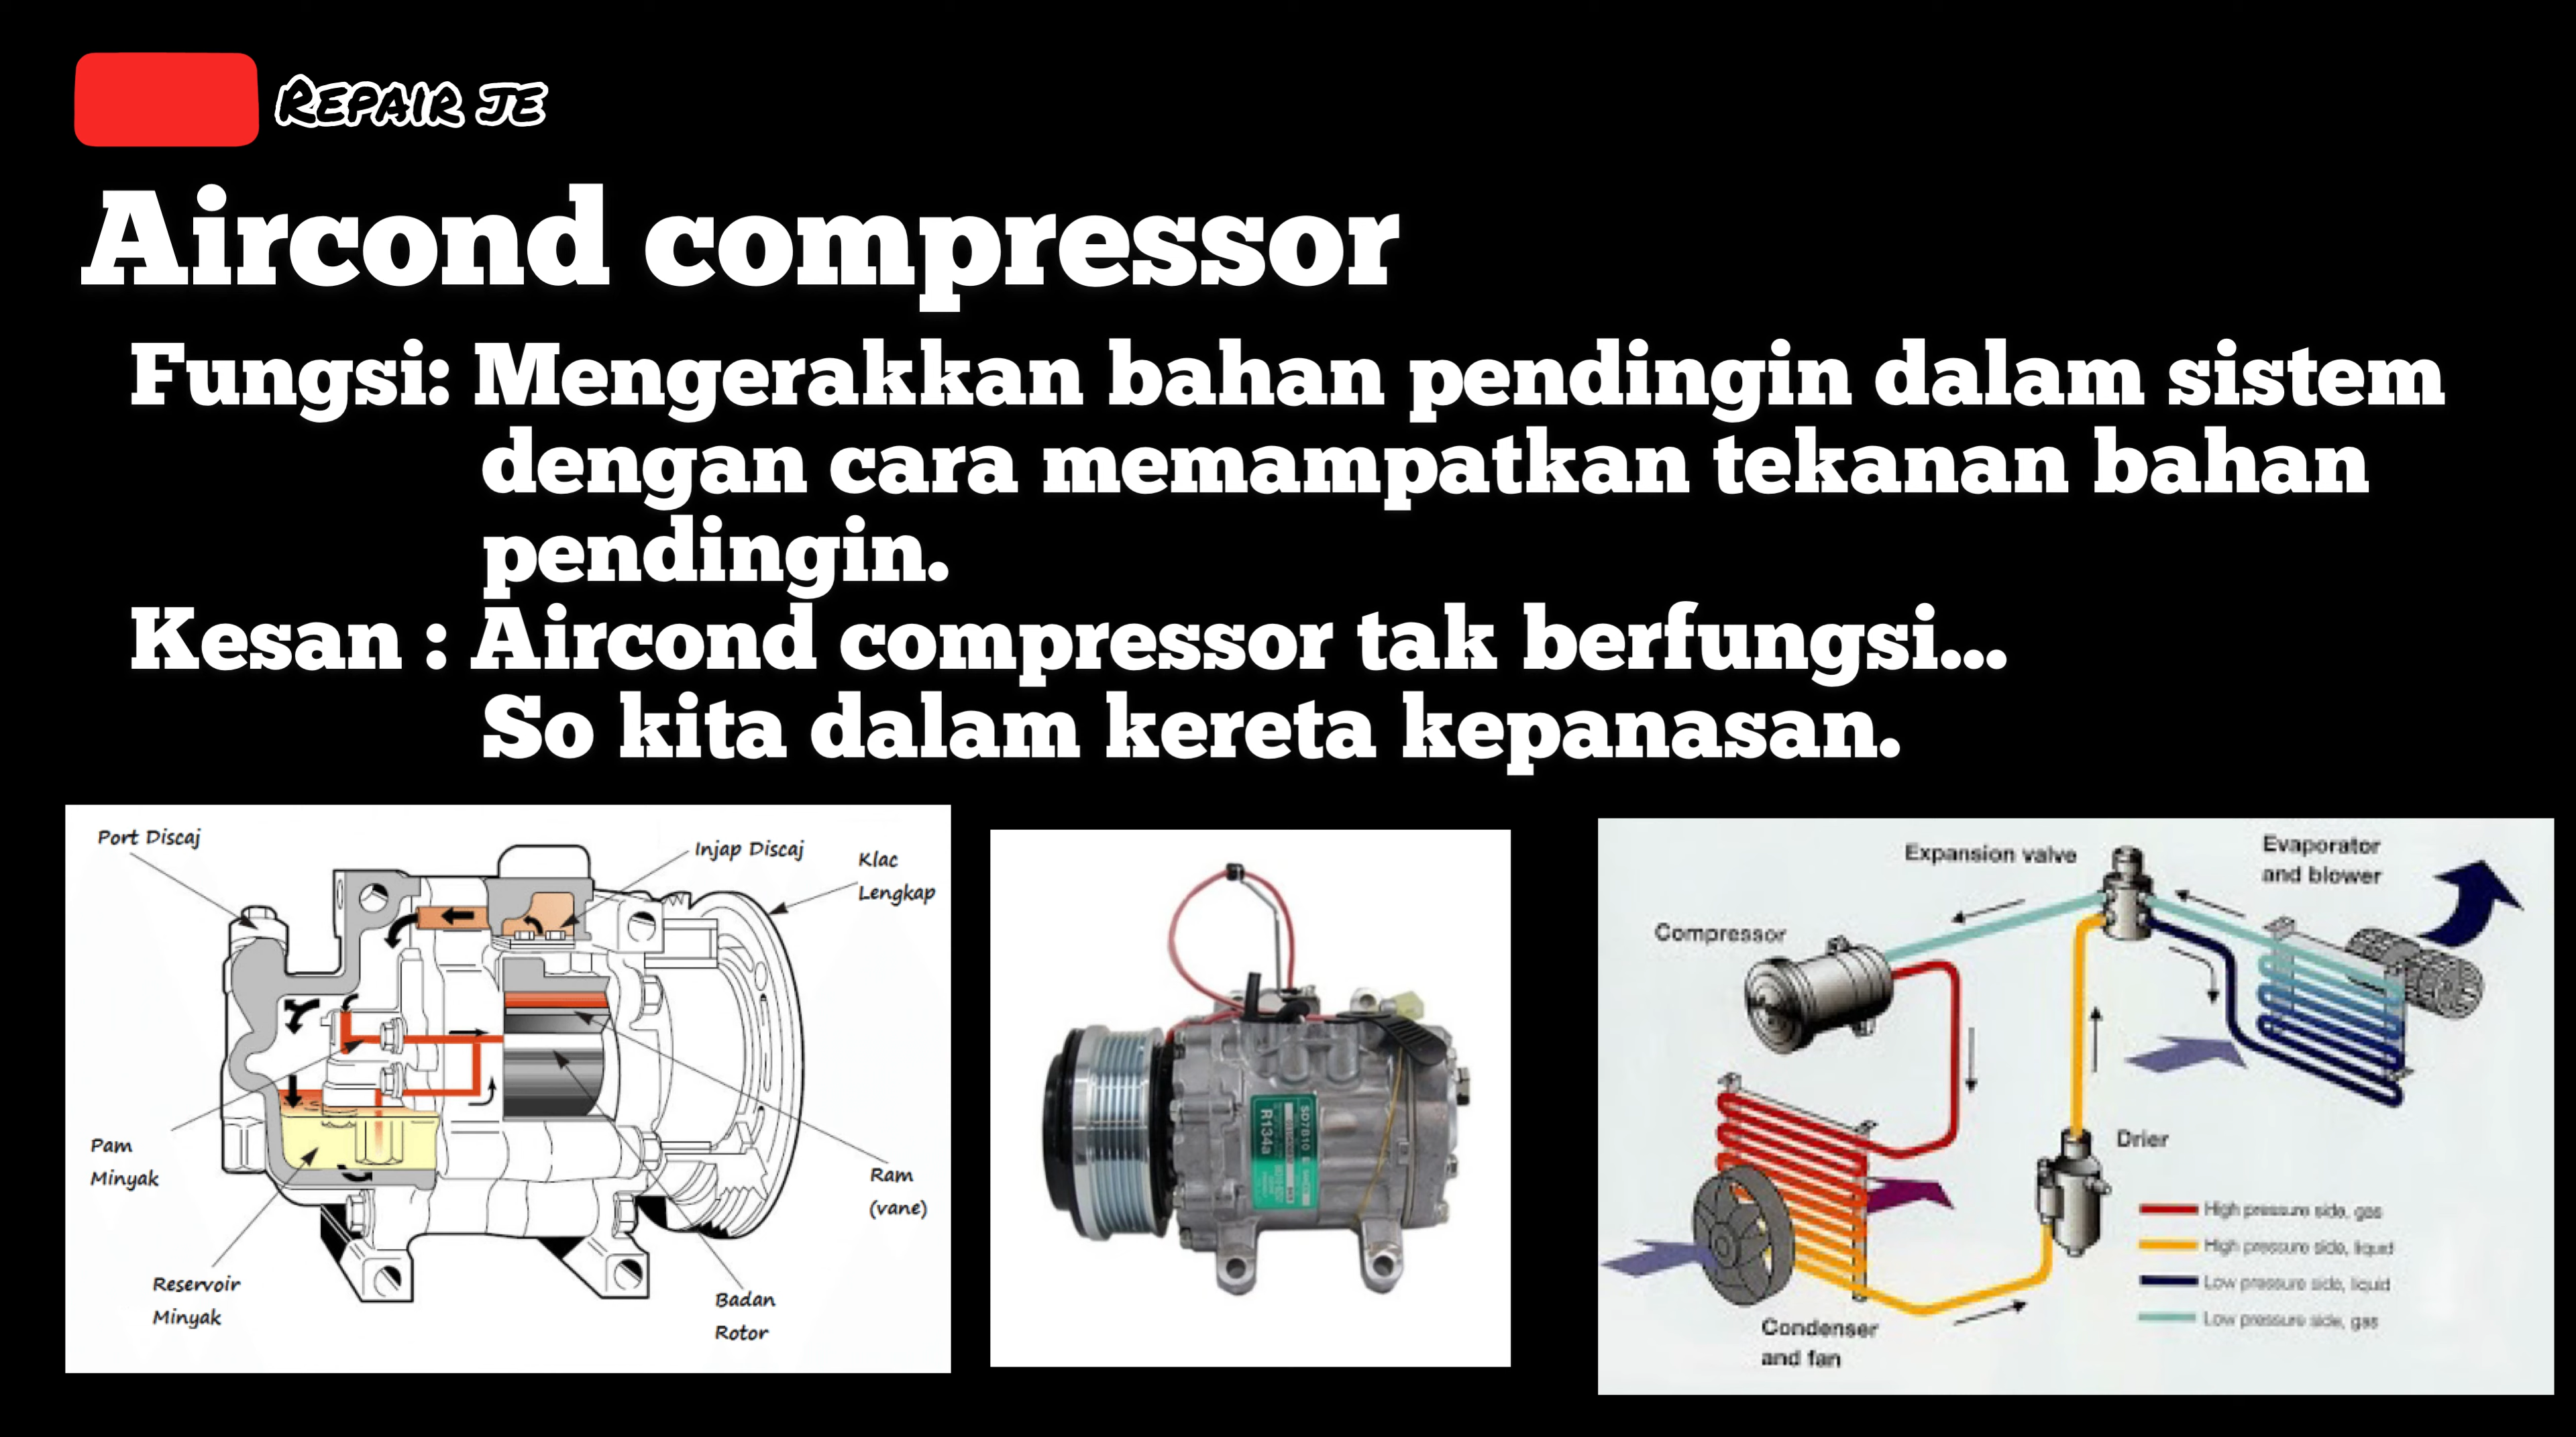 Repair je
Aircond compressor
Fungsi: Mengerakkan bahan pendingin dalam sistem
dengan cara memampatkan tekanan bahan
pendingin.
Kesan : Aircond compressor tak berfungsi...
So kita dalam kereta kepanasan.
Port Discaj
Injap Discaj
Klac
Lengkap
Pam
Minyak
Reservoir
Minyak
Ram
(vane)
Badan
Rotor
SD7B10
R134a
Expansion valve
Evaporator
and blower
Compressor
Drier
High pressure side, gas
High pressure side, liquid
Low pressure side, liquid
Low pressure side, gas
Condenser
and fan